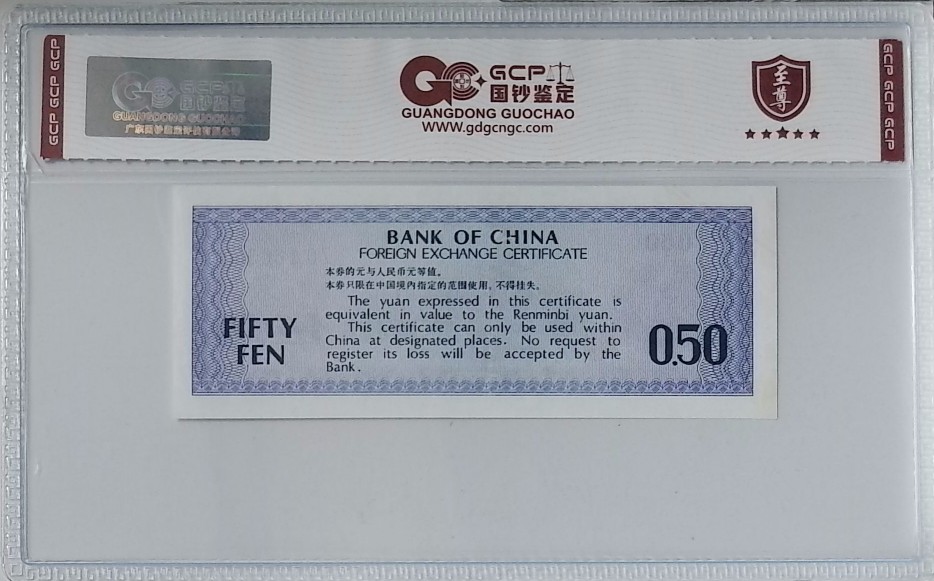 GCP GCP GCP
GUANGDONG GUOCHAO
GCP
国钞鉴定
GUANGDONG GUOCHAO
WWW.gdgcngc.com
至尊
GCP GCP GCP
BANK OF CHINA
FOREIGN EXCHANGE CERTIFICATE
本券的元与人民币元等值。
本券只限在中国境内指定的范围使用,不得挂失。
The yuan expressed in this certificate is
equivalent in value to the Renminbi yuan.
This certificate can only be used within
China at designated places. No request to
register its loss will be accepted by the
Bank.
FIFTY
FEN
0.50